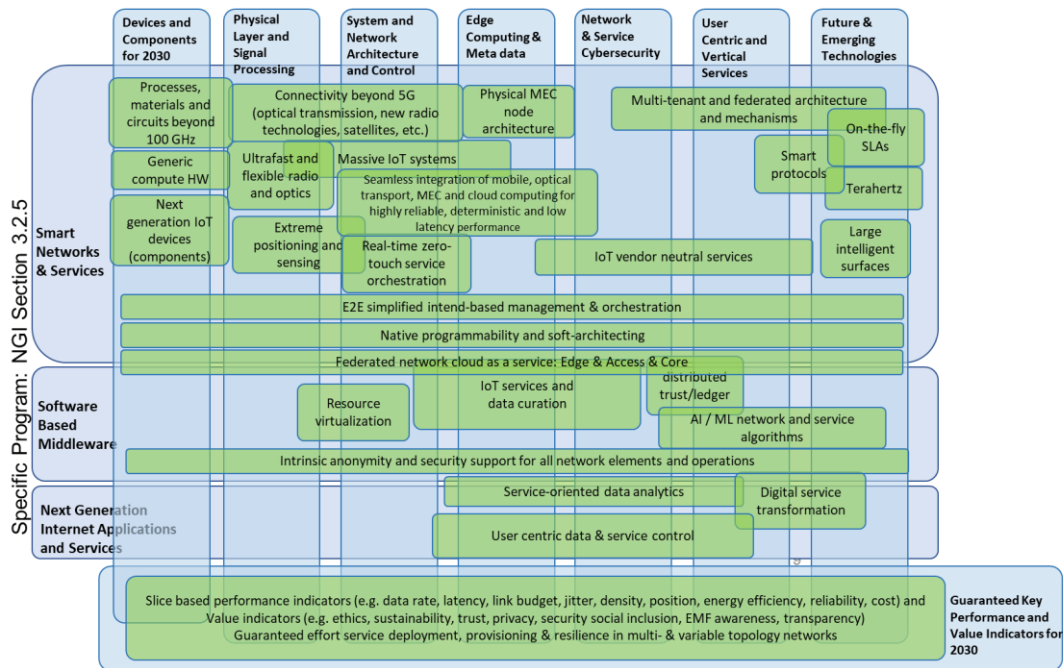 Devices and
Components
for 2030
Physical
Layer and
Signal
Processing
System and
Network
Architecture
and Control
Edge
Computing &
Meta data
Network
& Service
Cybersecurity
User
Centric and
Vertical
Services
Future &
Emerging
Technologies
Specific Program: NGI Section 3.2.5
Smart
Networks
& Services
Processes,
materials and
circuits beyond
100 GHz
Connectivity beyond 5G
(optical transmission, new radio
technologies, satellites, etc.)
Physical MEC
node
architecture
Multi-tenant and federated architecture
and mechanisms
On-the-fly
SLAs
Generic
compute HW
Ultrafast and
flexible radio
and optics
Massive IoT systems
Smart
protocols
Terahertz
Seamless integration of mobile, optical
transport, MEC and cloud computing for
highly reliable, deterministic and low
latency performance
Next
generation IoT
devices
(components)
Extreme
positioning and
sensing
Real-time zero-
touch service
orchestration
IoT vendor neutral services
Large
intelligent
surfaces
E2E simplified intend-based management & orchestration
Native programmability and soft-architecting
Federated network cloud as a service: Edge & Access & Core
Software
Based
Middleware
Resource
virtualization
IoT services and
data curation
distributed
trust/ledger
AI / ML network and service
algorithms
Intrinsic anonymity and security support for all network elements and operations
Next Generation
Internet Applications
and Services
Service-oriented data analytics
Digital service
transformation
User centric data & service control
Slice based performance indicators (e.g. data rate, latency, link budget, jitter, density, position, energy efficiency, reliability, cost) and
Value indicators (e.g. ethics, sustainability, trust, privacy, security social inclusion, EMF awareness, transparency)
Guaranteed effort service deployment, provisioning & resilience in multi- & variable topology networks
Guaranteed Key
Performance and
Value Indicators for
2030